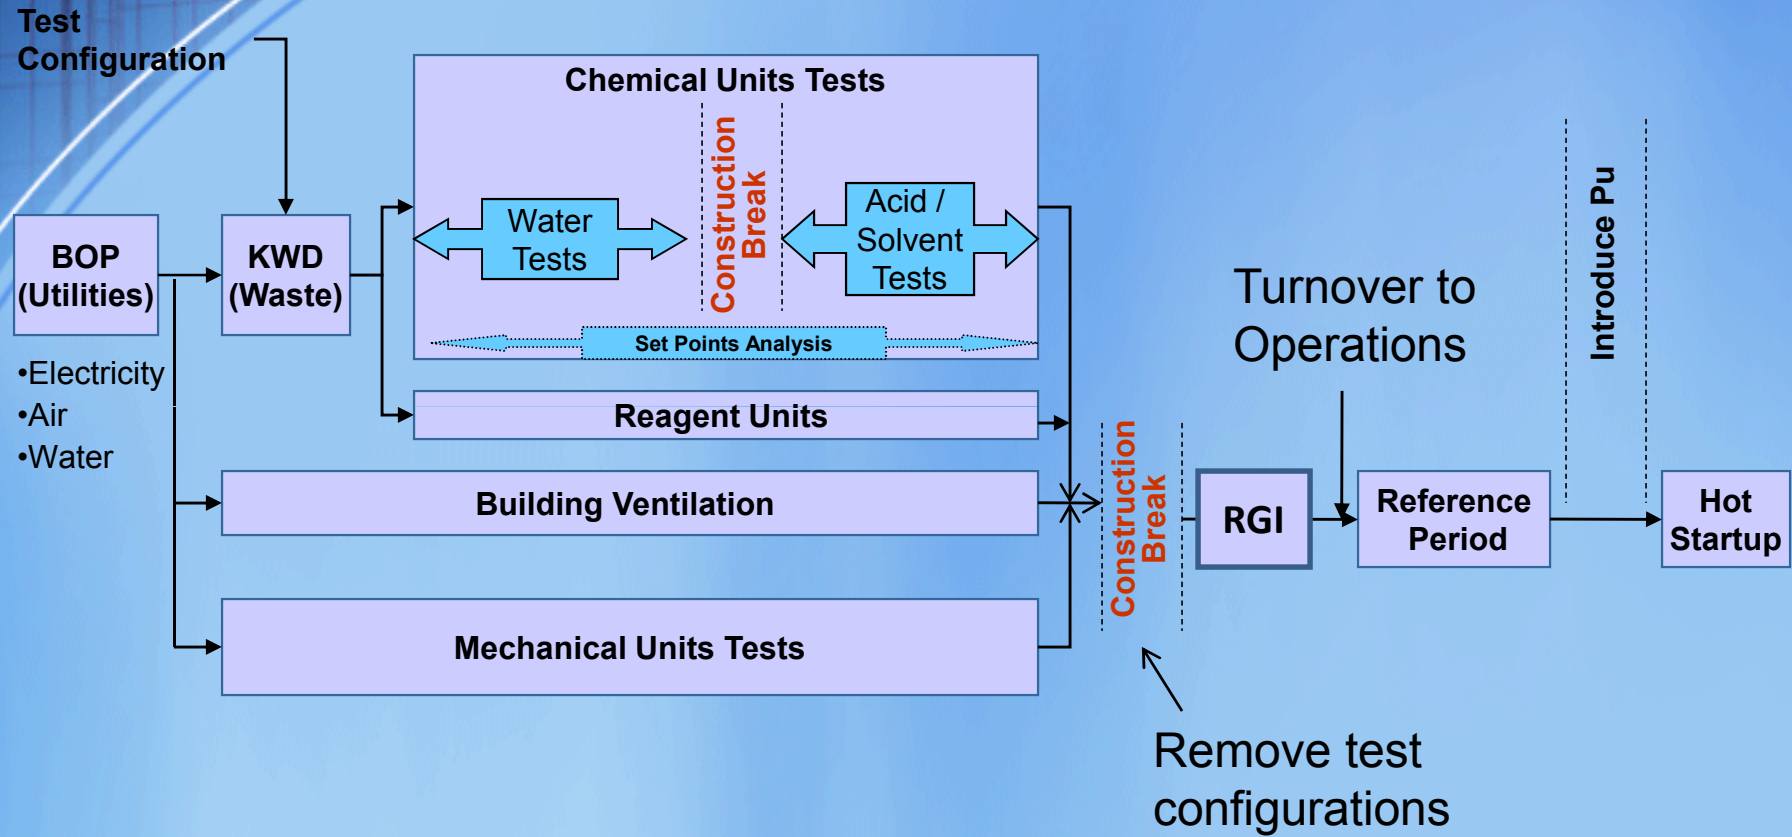 Test
Configuration
Chemical Units Tests
Construction
Break
Water
Tests
Acid /
Solvent
Tests
Set Points Analysis
BOP
(Utilities)
KWD
(Waste)
•Electricity
•Air
•Water
Reagent Units
Building Ventilation
Mechanical Units Tests
Construction
Break
Remove test
configurations
RGI
Turnover to
Operations
Reference
Period
Introduce Pu
Hot
Startup